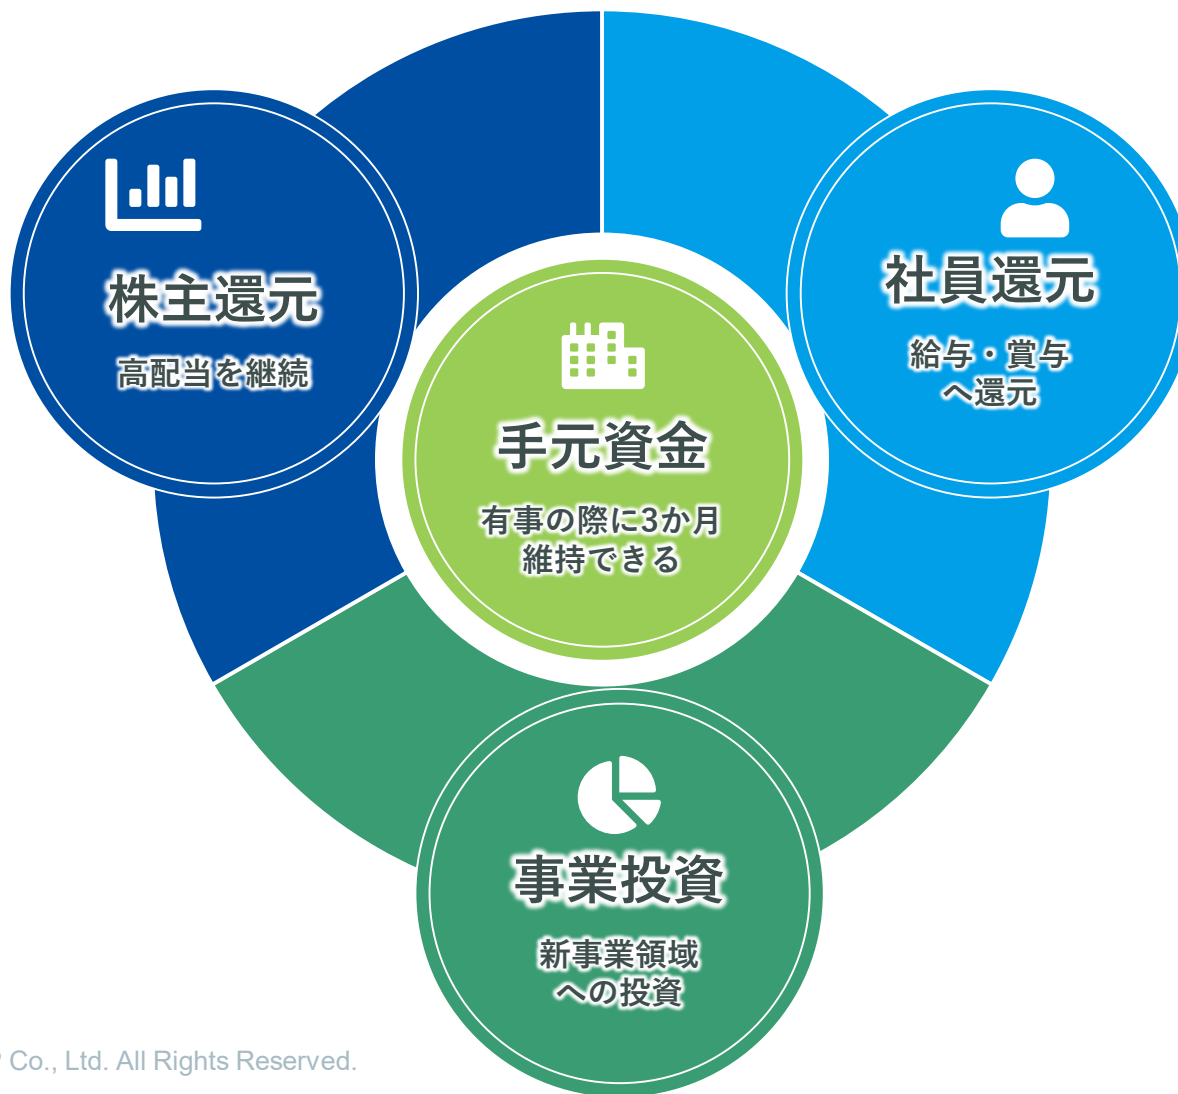 株主還元
高配当を継続
社員還元
給与・賞与
へ還元
手元資金
有事の際に3か月
維持できる
事業投資
新事業領域
への投資
Co., Ltd. All Rights Reserved.